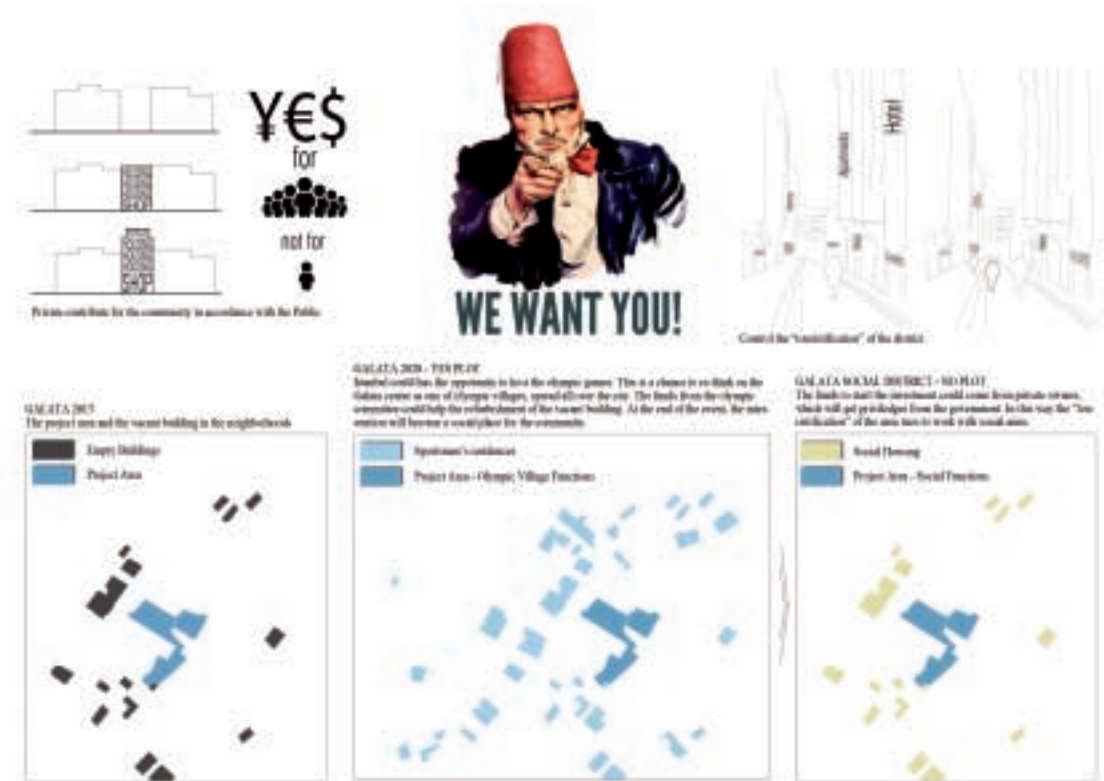 ¥€$
for
not for
SHOP
SHOP
Private contribute for the community in accordance with the Public.
WE WANT YOU!
Apartments
Hotel
Control the "touristification" of the district.
GALATA 2013
The project area and the vacant building in the neighborhood.
Empty Buildings
Project Area
GALATA 2020 - YES PLOT
Istanbul could has the opportunity to host the olympic games. This is a chance to re-think on the
Galata center as one of olympic villages, spread all over the city. The funds from the olympic
committee could help the refurbishment of the vacant building. At the end of the event, the
will become a social place for the community.
Sportsmen's residences
Project Area - Olympic Village Functions
GALATA SOCIAL DISTRICT - NO PLOT
The funds to start the investment could come from private owners,
which will get priviledges from the government. In this way the
of the area to work with social
Social Housing
Project Area - Social Functions